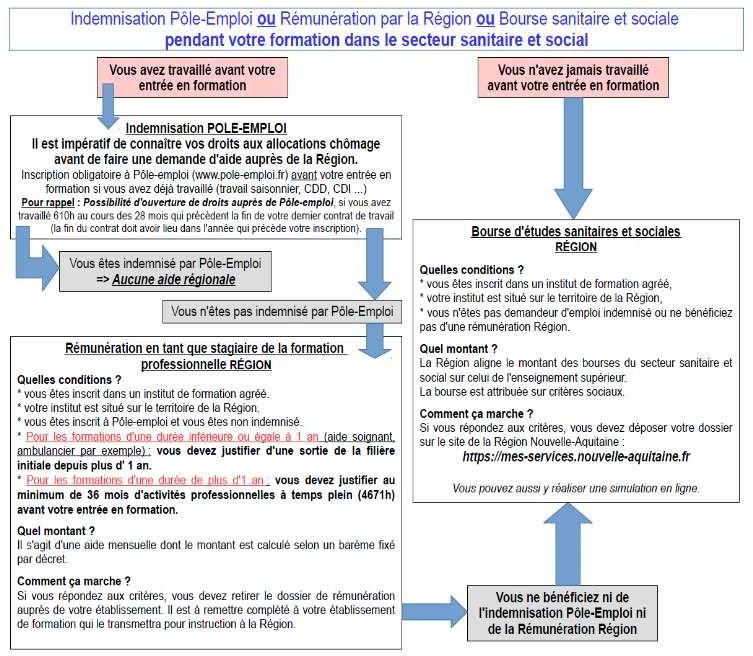 Indemnisation Pôle-Emploi ou Rémunération par la Région ou Bourse sanitaire et sociale
pendant votre formation dans le secteur sanitaire et social
Vous avez travaillé avant votre
entrée en formation
Vous n'avez jamais travaillé
avant votre entrée en formation
Indemnisation POLE-EMPLOI
Il est impératif de connaître vos droits aux allocations chômage
avant de faire une demande d'aide auprès de la Région.
Inscription obligatoire à Pôle-emploi (www.pole-emploi.fr) avant votre entrée en
formation si vous avez déjà travaillé (travail saisonnier, CDD, CDI ...)
Pour rappel : Possibilité d'ouverture de droits auprès de Pôle-emploi, si vous avez
travaillé 610h au cours des 28 mois qui précèdent la fin de votre dernier contrat de travail
(la fin du contrat doit avoir lieu dans l'année qui précède votre inscription).
Vous êtes indemnisé par Pôle-Emploi
=> Aucune aide régionale
Vous n'êtes pas indemnisé par Pôle-Emploi
Rémunération en tant que stagiaire de la formation
professionnelle RÉGION
Quelles conditions ?
* vous êtes inscrit dans un institut de formation agréé.
* votre institut est situé sur le territoire de la Région.
* vous êtes inscrit à Pôle-emploi et vous êtes non indemnisé.
* Pour les formations d'une durée inférieure ou égale à 1 an (aide soignant,
ambulancier par exemple) : vous devez justifier d'une sortie de la filière
initiale depuis plus d' 1 an.
* Pour les formations d'une durée de plus d'1 an : vous devez justifier au
minimum de 36 mois d'activités professionnelles à temps plein (4671h)
avant votre entrée en formation.
Quel montant ?
Il s'agit d'une aide mensuelle dont le montant est calculé selon un barème fixé
par décret.
Comment ça marche ?
Si vous répondez aux critères, vous devez retirer le dossier de rémunération
auprès de votre établissement. Il est à remettre complété à votre établissement
de formation qui le transmettra pour instruction à la Région.
Bourse d'études sanitaires et sociales
RÉGION
Quelles conditions ?
* vous êtes inscrit dans un institut de formation agréé,
* votre institut est situé sur le territoire de la Région,
* vous n'êtes pas demandeur d'emploi indemnisé ou ne bénéficiez
pas d'une rémunération Région.
Quel montant ?
La Région aligne le montant des bourses du secteur sanitaire et
social sur celui de l'enseignement supérieur.
La bourse est attribuée sur critères sociaux.
Comment ça marche ?
Si vous répondez aux critères, vous devez déposer votre dossier
sur le site de la Région Nouvelle-Aquitaine :
https://mes-services.nouvelle-aquitaine.fr
Vous pouvez aussi y réaliser une simulation en ligne.
Vous ne bénéficiez ni de
l'indemnisation Pôle-Emploi ni
de la Rémunération Région